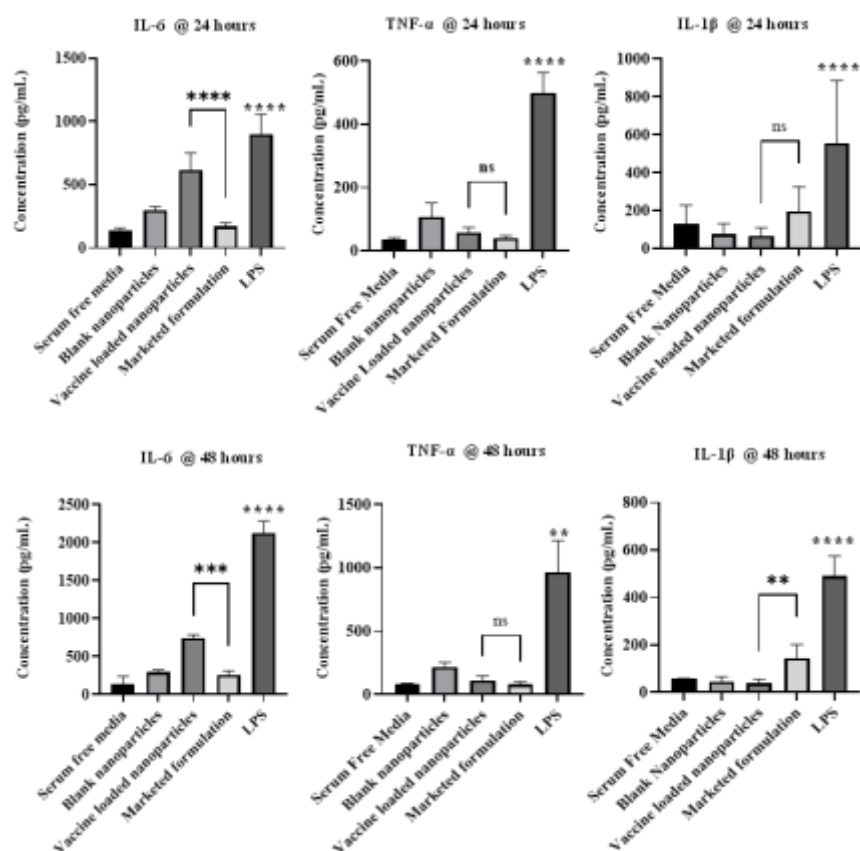 IL-6 @ 24 hours
Concentration (pg/mL)
1500
1000
500
0
****
****
Serum free media
Blank nanoparticles
Vaccine loaded nanoparticles
Marketed formulation
LPS
TNF-α @ 24 hours
Concentration (pg/mL)
600
400
200
0
ns
****
Serum Free Media
Blank nanoparticles
Vaccine Loaded nanoparticles
Marketed Formulation
LPS
IL-1β @ 24 hours
Concentration (pg/mL)
1000
800
600
400
200
0
ns
****
Serum Free Media
Blank Nanoparticles
Vaccine loaded nanoparticles
Marketed formulation
LPS
IL-6 @ 48 hours
Concentration (pg/mL)
2500
2000
1500
1000
500
0
***
****
Serum free media
Blank nanoparticles
Vaccine loaded nanoparticles
Marketed formulation
LPS
TNF-α @ 48 hours
Concentration (pg/mL)
1500
1000
500
0
ns
**
Serum Free Media
Blank nanoparticles
Vaccine loaded nanoparticles
Marketed Formulation
LPS
IL-1β @ 48 hours
Concentration (pg/mL)
800
600
400
200
0
**
****
Serum Free Media
Blank Nanoparticles
Vaccine loaded nanoparticles
Marketed formulation
LPS